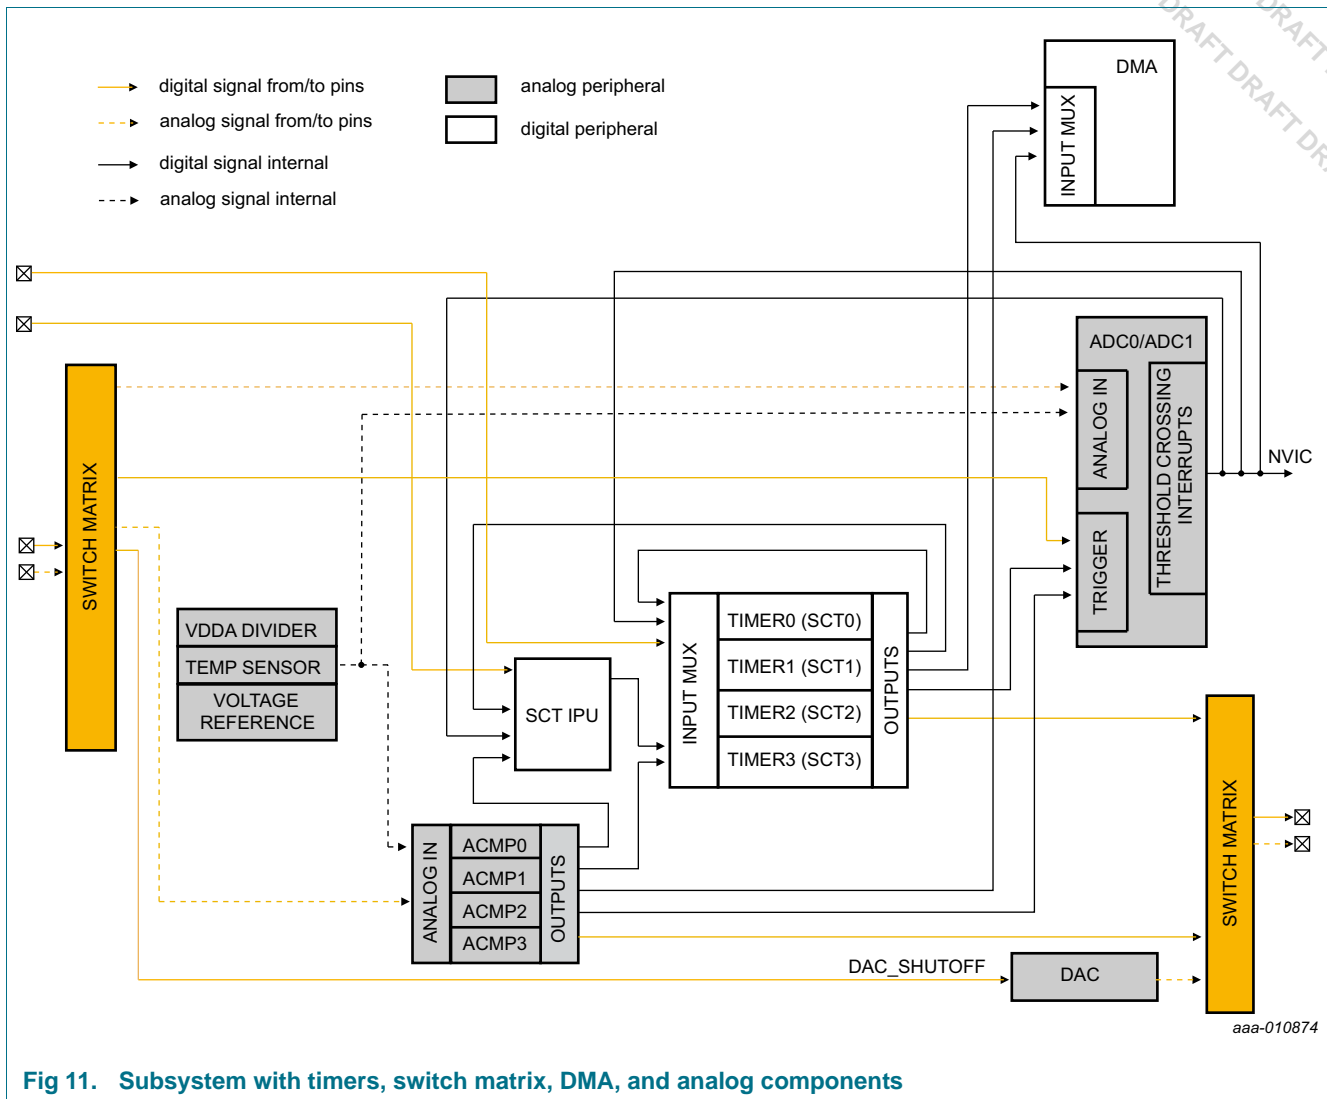 DRAFT DRAFT DRA
DRAFT
digital signal from/to pins
analog signal from/to pins
digital signal internal
analog signal internal
analog peripheral
digital peripheral
DMA
INPUT MUX
ADC0/ADC1
ANALOG IN
THRESHOLD CROSSING
INTERRUPTS
TRIGGER
NVIC
SWITCH MATRIX
VDDA DIVIDER
TEMP SENSOR
VOLTAGE
REFERENCE
SCT IPU
INPUT MUX
TIMER0 (SCT0)
TIMER1 (SCT1)
TIMER2 (SCT2)
TIMER3 (SCT3)
OUTPUTS
ANALOG IN
ACMP0
ACMP1
ACMP2
ACMP3
OUTPUTS
SWITCH MATRIX
DAC_SHUTOFF
DAC
aaa-010874
Fig 11. Subsystem with timers, switch matrix, DMA, and analog components